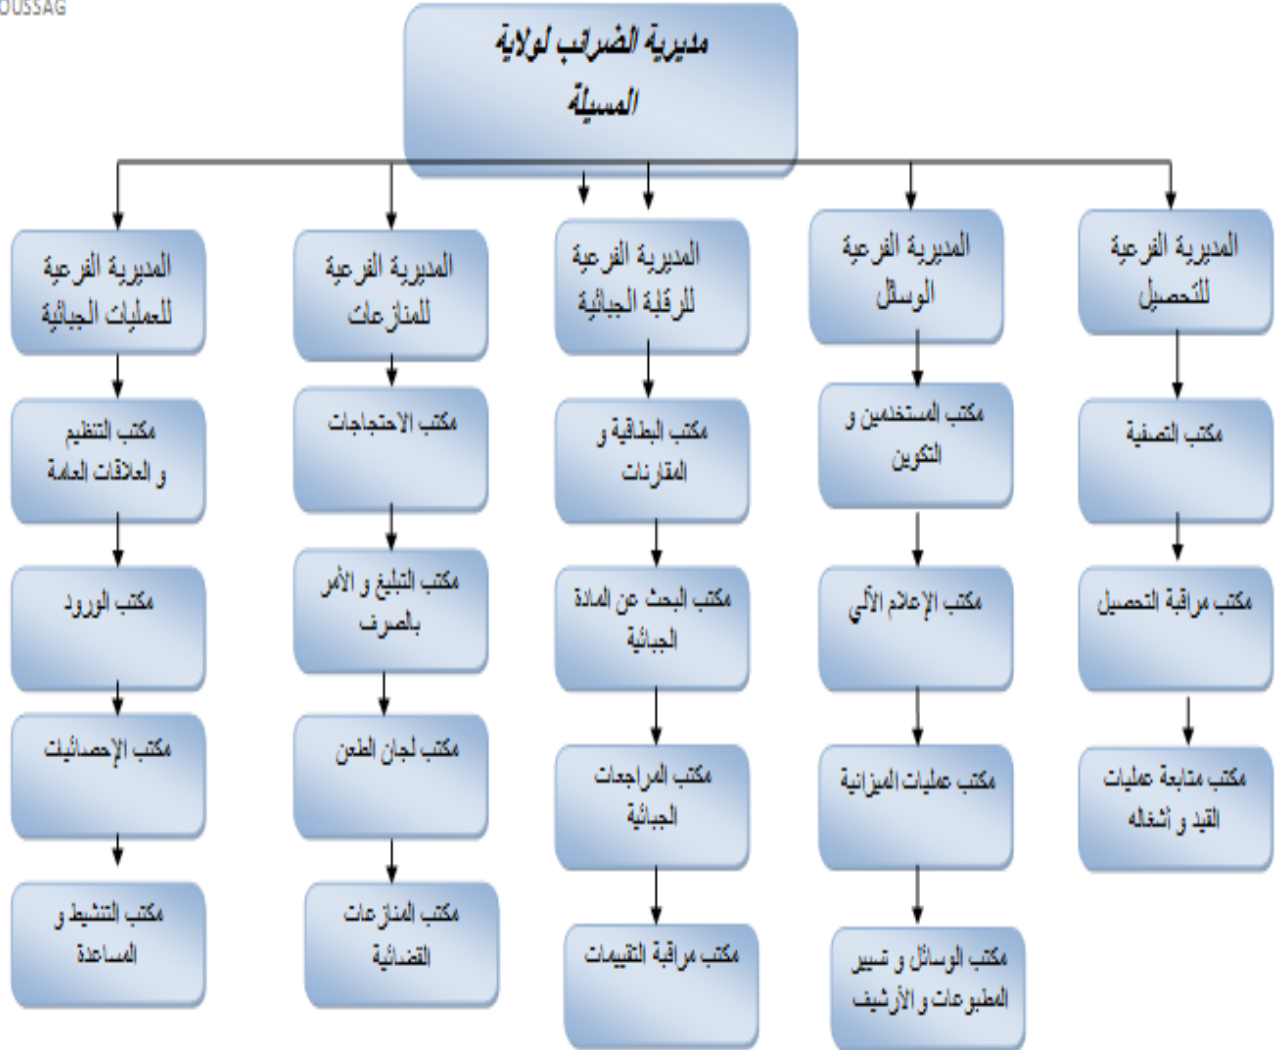 OUSSAG
مديرية الضرائب لولاية
المسيلة
المديرية الفرعية
للتحصيل
المديرية الفرعية
الوسائل
المديرية الفرعية
للرقابة الجبائية
المديرية الفرعية
للمنازعات
المديرية الفرعية
للعمليات الجبائية
مكتب التصفية
مكتب المستخدمين و
التكوين
مكتب البطاقية و
المقارنات
مكتب الاحتجاجات
مكتب التنظيم
و العلاقات العامة
مكتب مراقبة التحصيل
مكتب الإعلام الألي
مكتب البحث عن المادة
الجبائية
مكتب التبليغ و الأمر
بالصرف
مكتب الورود
مكتب متابعة عمليات
القيد و أشغاله
مكتب عمليات الميزانية
مكتب المراجعات
الجبائية
مكتب لجان الطعن
مكتب الإحصائيات
مكتب الوسائل و تسيير
المطبوعات و الأرشيف
مكتب مراقبة التقييمات
مكتب المنازعات
القضائية
مكتب التنشيط و
المساعدة